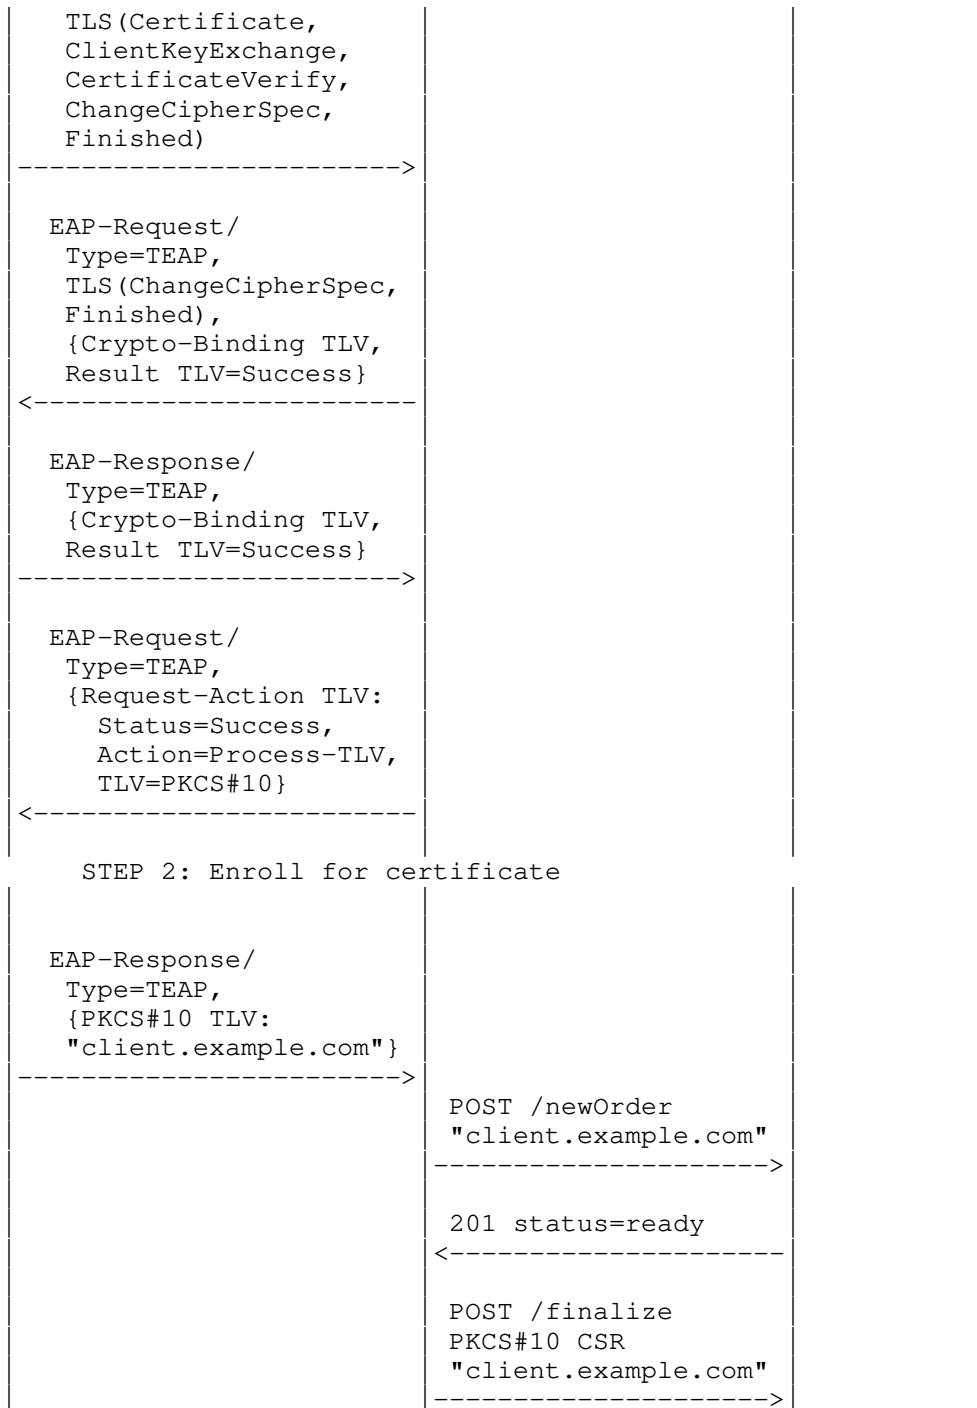 TLS(Certificate,
ClientKeyExchange,
CertificateVerify,
ChangeCipherSpec,
Finished)
------------------------>
EAP-Request/
Type=TEAP,
TLS(ChangeCipherSpec,
Finished),
{Crypto-Binding TLV,
Result TLV=Success}
<------------------------
EAP-Response/
Type=TEAP,
{Crypto-Binding TLV,
Result TLV=Success}
------------------------>
EAP-Request/
Type=TEAP,
{Request-Action TLV:
Status=Success,
Action=Process-TLV,
TLV=PKCS#10}
<------------------------
STEP 2: Enroll for certificate
EAP-Response/
Type=TEAP,
{PKCS#10 TLV:
"client.example.com"}
------------------------>
POST /newOrder
"client.example.com"
--------------------->
201 status=ready
<---------------------
POST /finalize
PKCS#10 CSR
"client.example.com"
--------------------->